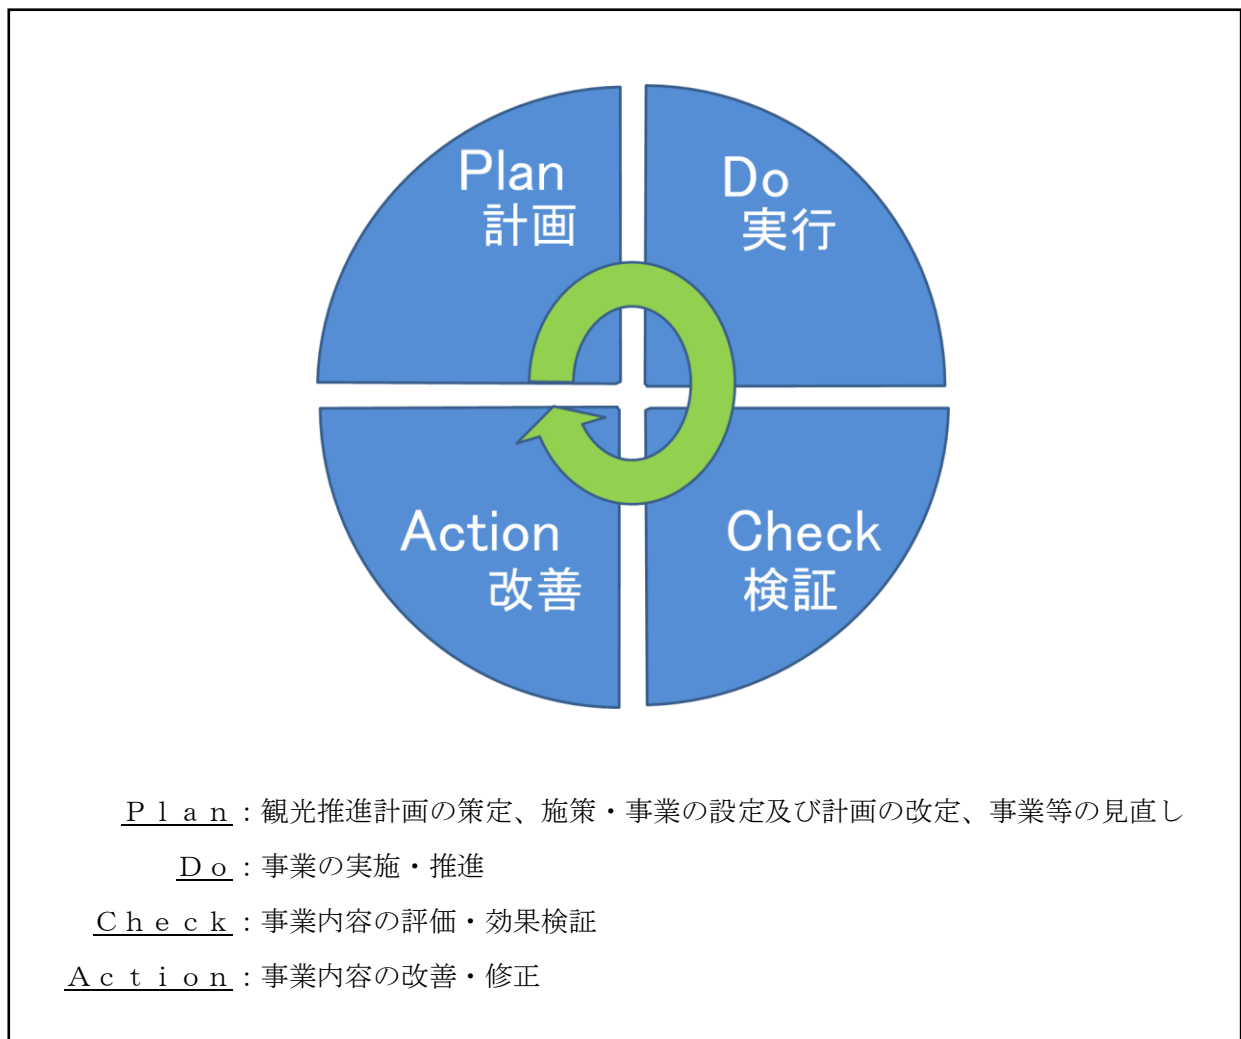 Plan
計画
Do
実行
Action
改善
Check
検証
Ｐｌａｎ：観光推進計画の策定、施策・事業の設定及び計画の改定、事業等の見直し
Ｄｏ：事業の実施・推進
Ｃｈｅｃｋ：事業内容の評価・効果検証
Ａｃｔｉｏｎ：事業内容の改善・修正